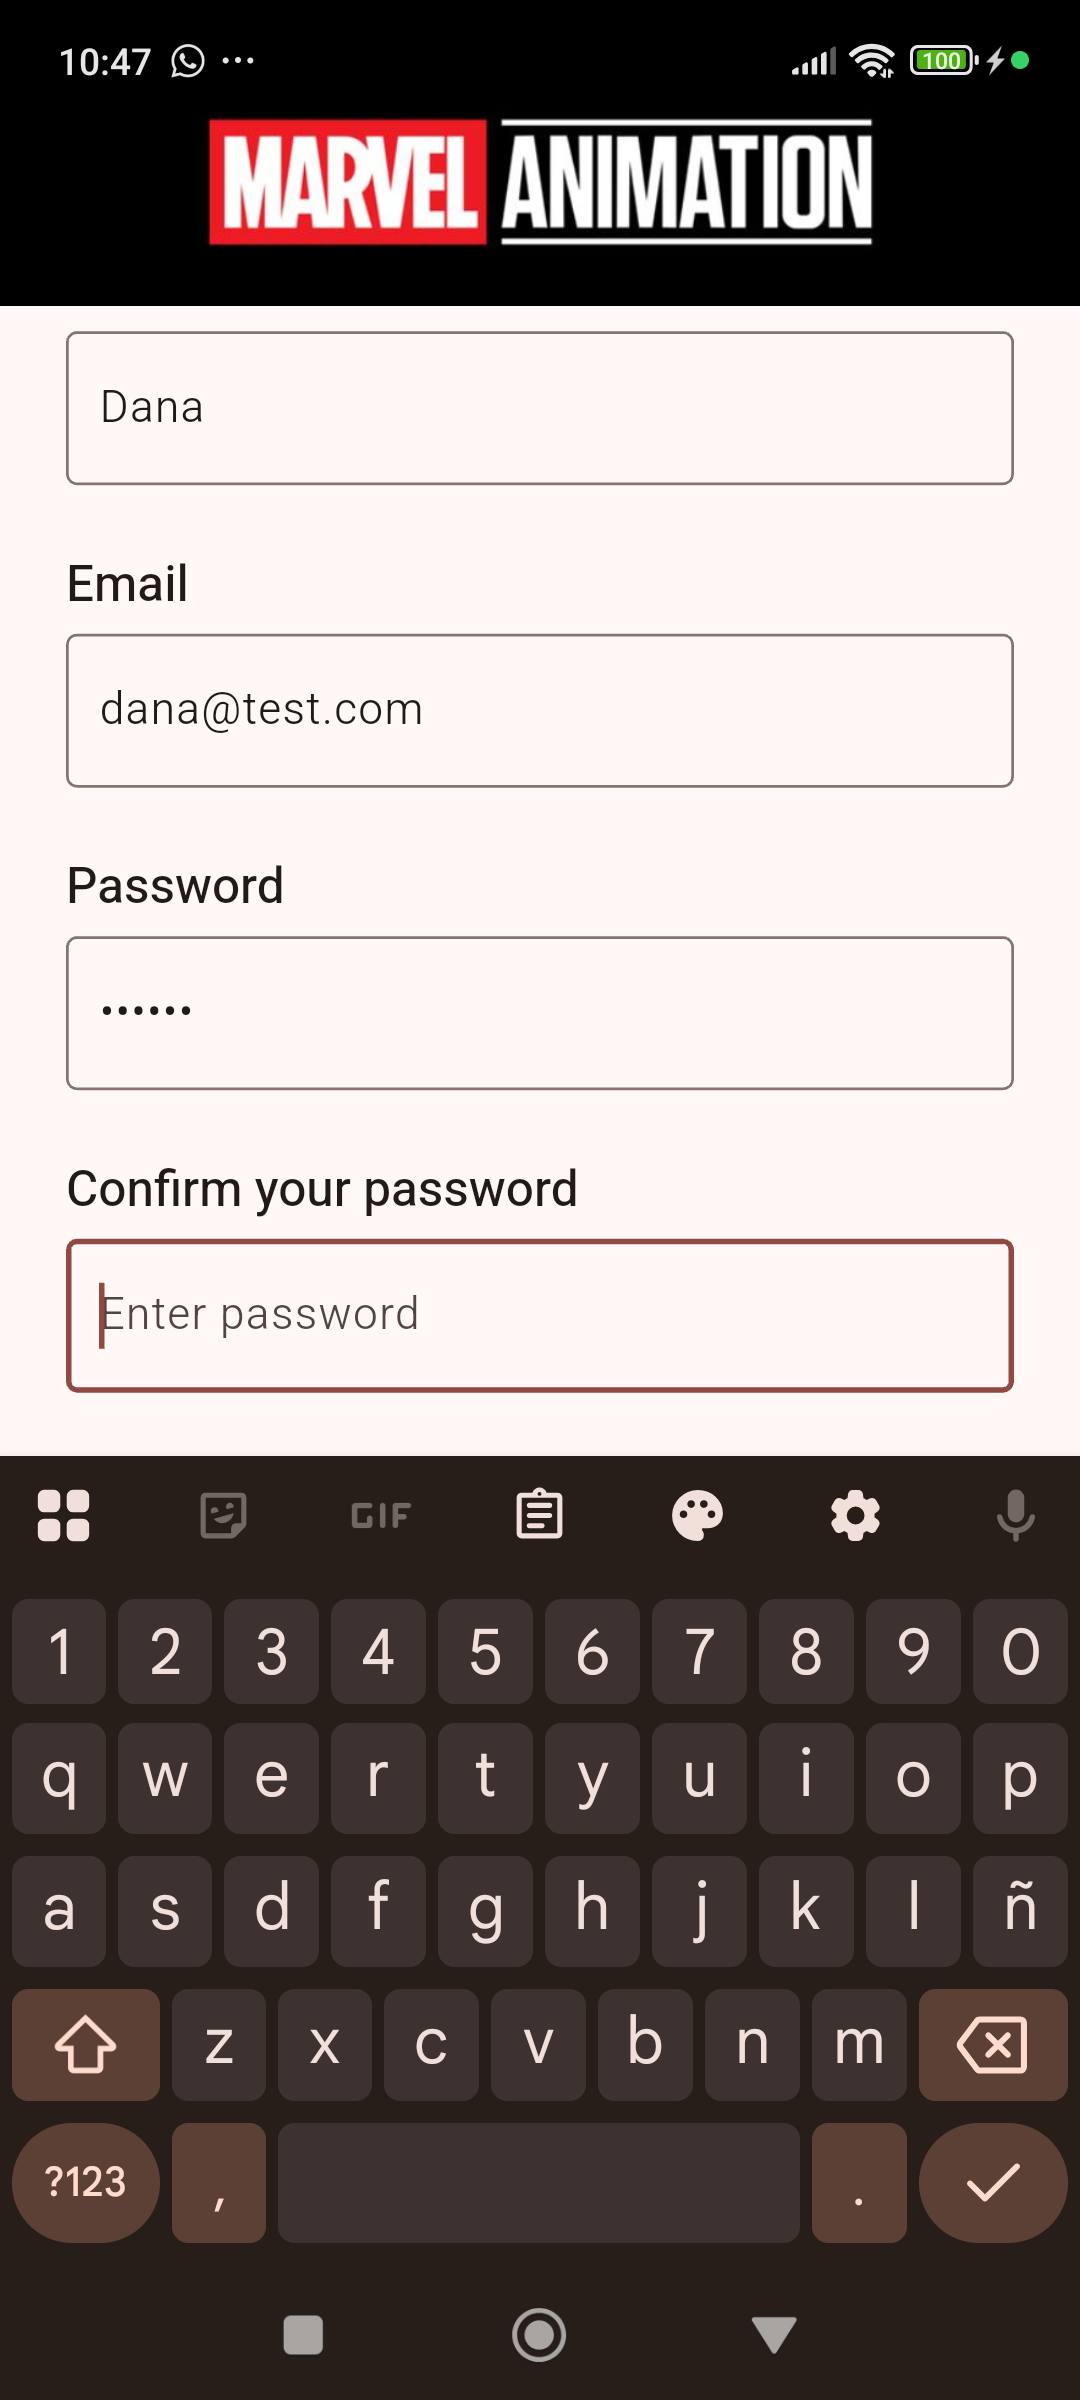 10:47
100
MARVEL ANIMATION
Dana
Email
dana@test.com
Password
••••••
Confirm your password
Enter password
GIF
1 2 3 4 5 6 7 8 9 0
q w e r t y u i o p
a s d f g h j k l ñ
z x c v b n m
?123 , .